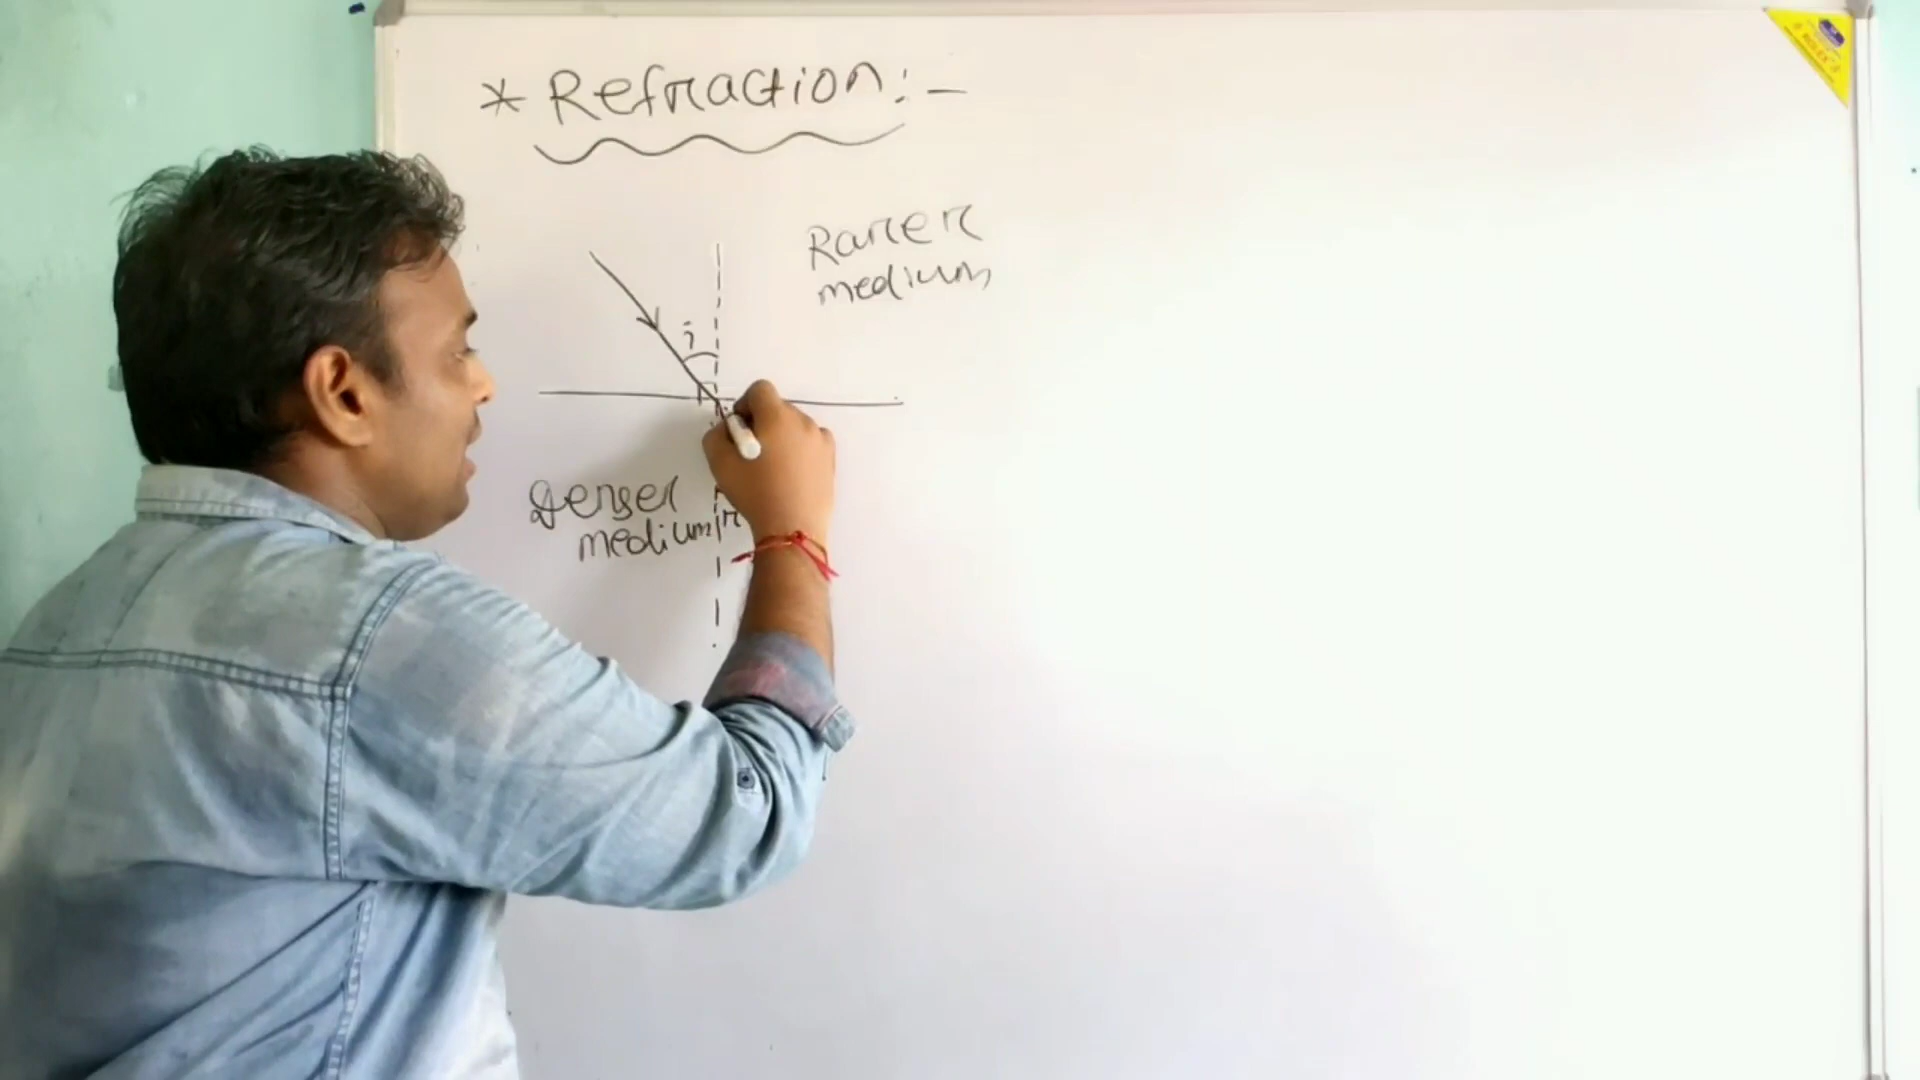 * Refraction:-
Rarer
medium
i
Denser
medium r